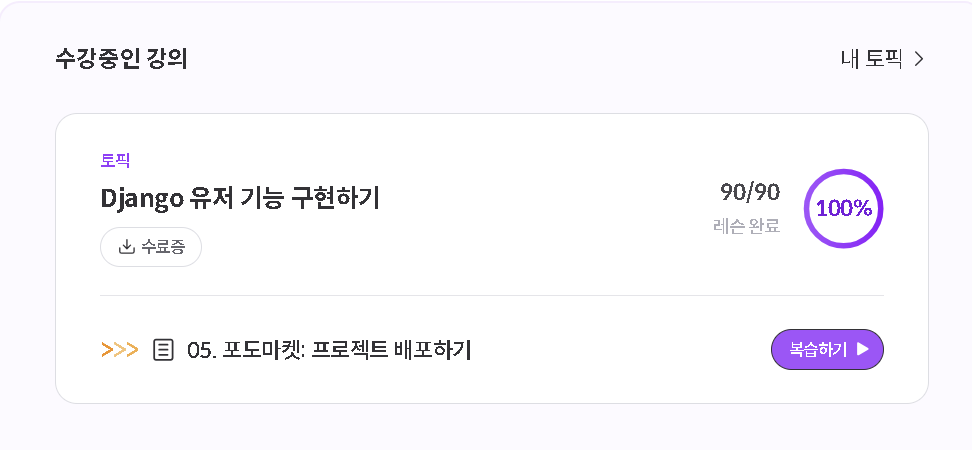 수강중인 강의
내 토픽 >
토픽
Django 유저 기능 구현하기
수료증
90/90
레슨 완료
100%
>>> 05. 포도마켓: 프로젝트 배포하기
복습하기 ▶